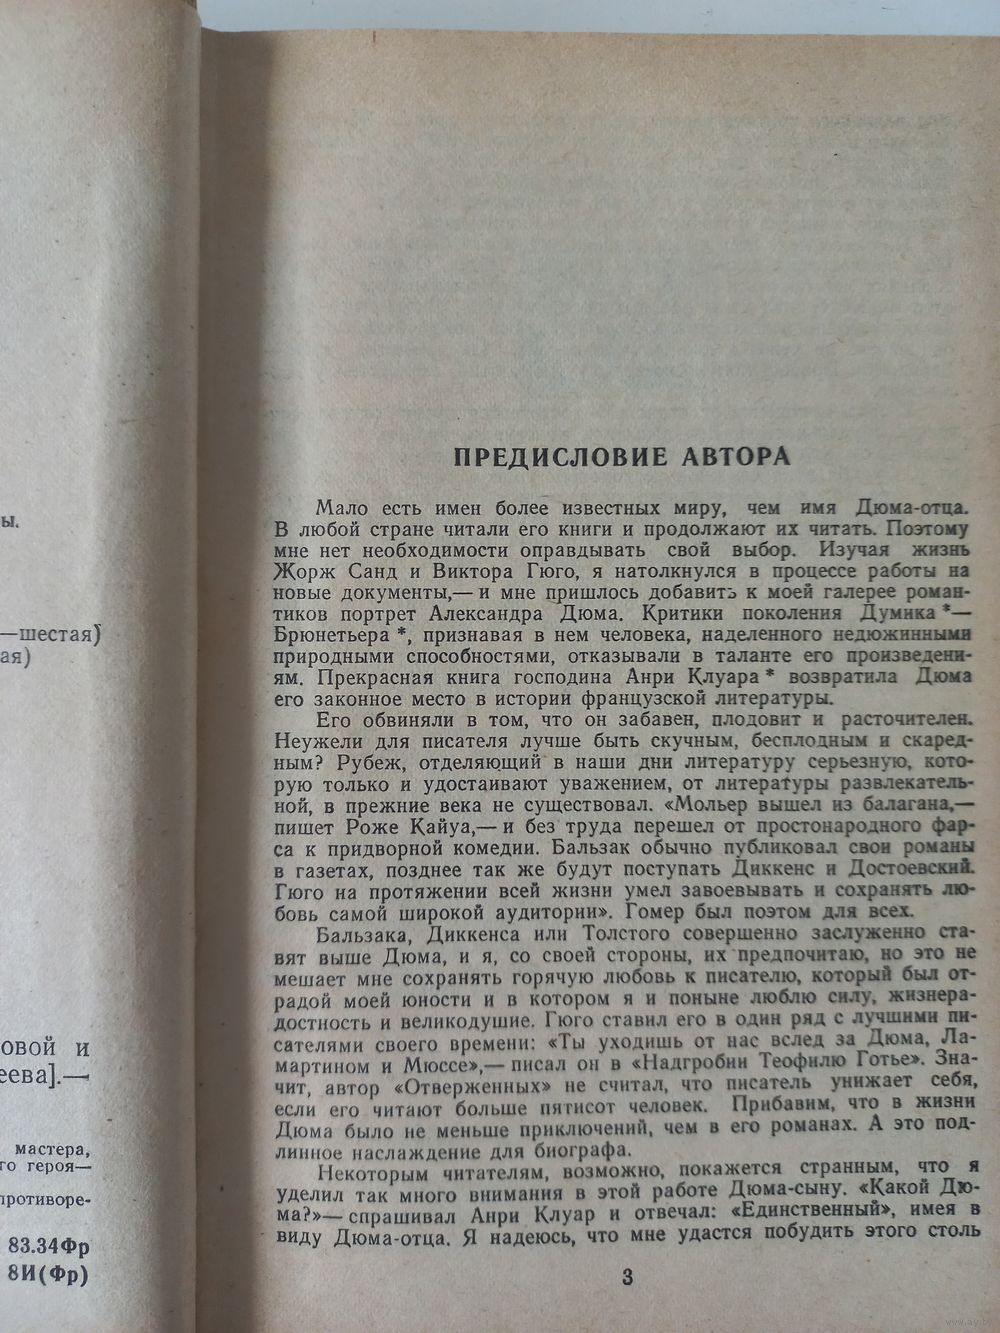 ы.
—шестая)
ая)
овой и
еева].—
мастера,
го героя—
противоре-
83.34Фр
8И(Фр)
ПРЕДИСЛОВИЕ АВТОРА
Мало есть имен более известных миру, чем имя Дюма-отца.
В любой стране читали его книги и продолжают их читать. Поэтому
мне нет необходимости оправдывать свой выбор. Изучая жизнь
Жорж Санд и Виктора Гюго, я натолкнулся в процессе работы на
новые документы,— и мне пришлось добавить к моей галерее роман-
тиков портрет Александра Дюма. Критики поколения Думика *—
Брюнетьера *, признавая в нем человека, наделенного недюжинными
природными способностями, отказывали в таланте его произведени-
ям. Прекрасная книга господина Анри Клуара * возвратила Дюма
его законное место в истории французской литературы.
Его обвиняли в том, что он забавен, плодовит и расточителен.
Неужели для писателя лучше быть скучным, бесплодным и скаред-
ным? Рубеж, отделяющий в наши дни литературу серьезную, кото-
рую только и удостаивают уважением, от литературы развлекатель-
ной, в прежние века не существовал. «Мольер вышел из балагана,—
пишет Роже Кайуа,— и без труда перешел от простонародного фар-
са к придворной комедии. Бальзак обычно публиковал свои романы
в газетах, позднее так же будут поступать Диккенс и Достоевский.
Гюго на протяжении всей жизни умел завоевывать и сохранять лю-
бовь самой широкой аудитории». Гомер был поэтом для всех.
Бальзака, Диккенса или Толстого совершенно заслуженно ста-
вят выше Дюма, и я, со своей стороны, их предпочитаю, но это не
мешает мне сохранять горячую любовь к писателю, который был от-
радой моей юности и в котором я и поныне люблю силу, жизнера-
достность и великодушие. Гюго ставил его в один ряд с лучшими пи-
сателями своего времени: «Ты уходишь от нас вслед за Дюма, Ла-
мартином и Мюссе»,— писал он в «Надгробии Теофилю Готье». Зна-
чит, автор «Отверженных» не считал, что писатель унижает себя,
если его читают больше пятисот человек. Прибавим, что в жизни
Дюма было не меньше приключений, чем в его романах. А это под-
линное наслаждение для биографа.
Некоторым читателям, возможно, покажется странным, что я
уделил так много внимания в этой работе Дюма-сыну. «Какой Дю-
ма?»— спрашивал Анри Клуар и отвечал: «Единственный», имея в
виду Дюма-отца. Я надеюсь, что мне удастся побудить этого столь
3